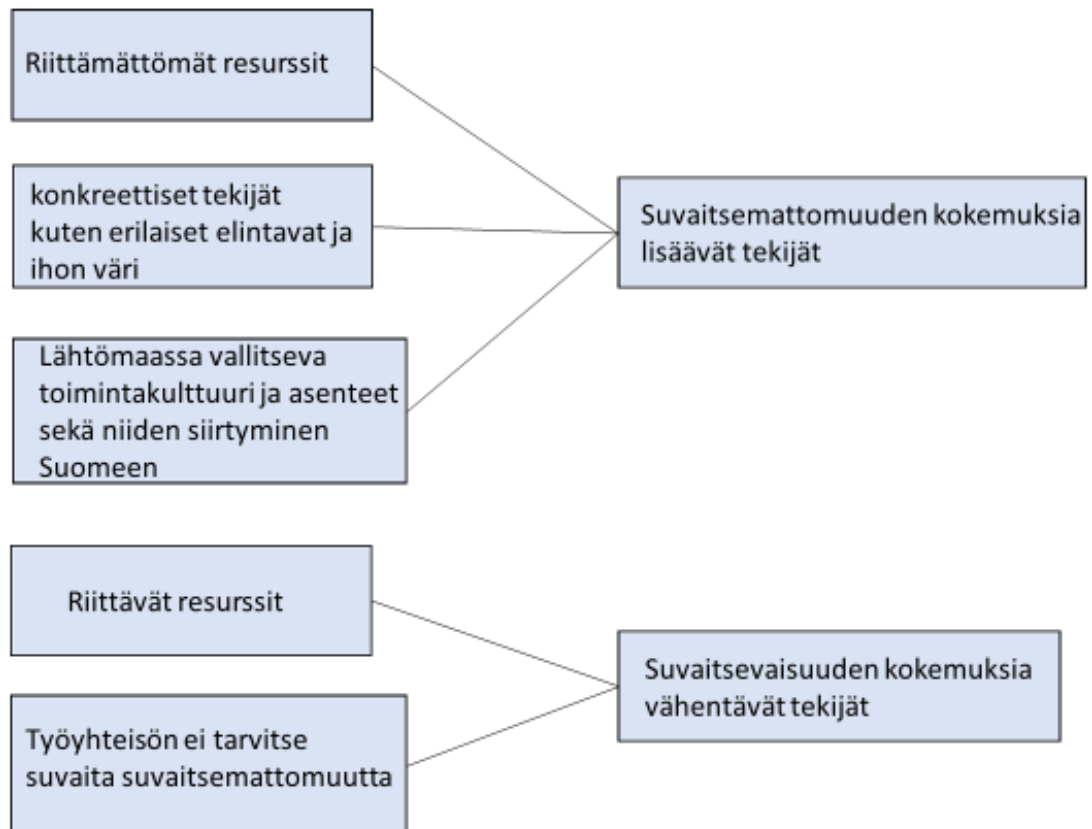 Riittämättömät resurssit
konkreettiset tekijät
kuten erilaiset elintavat ja
ihon väri
Suvaitsemattomuuden kokemuksia
lisäävät tekijät
Lähtömaassa vallitseva
toimintakulttuuri ja asenteet
sekä niiden siirtyminen
Suomeen
Riittävät resurssit
Suvaitsevaisuuden kokemuksia
vähentävät tekijät
Työyhteisön ei tarvitse
suvaita suvaitsemattomuutta